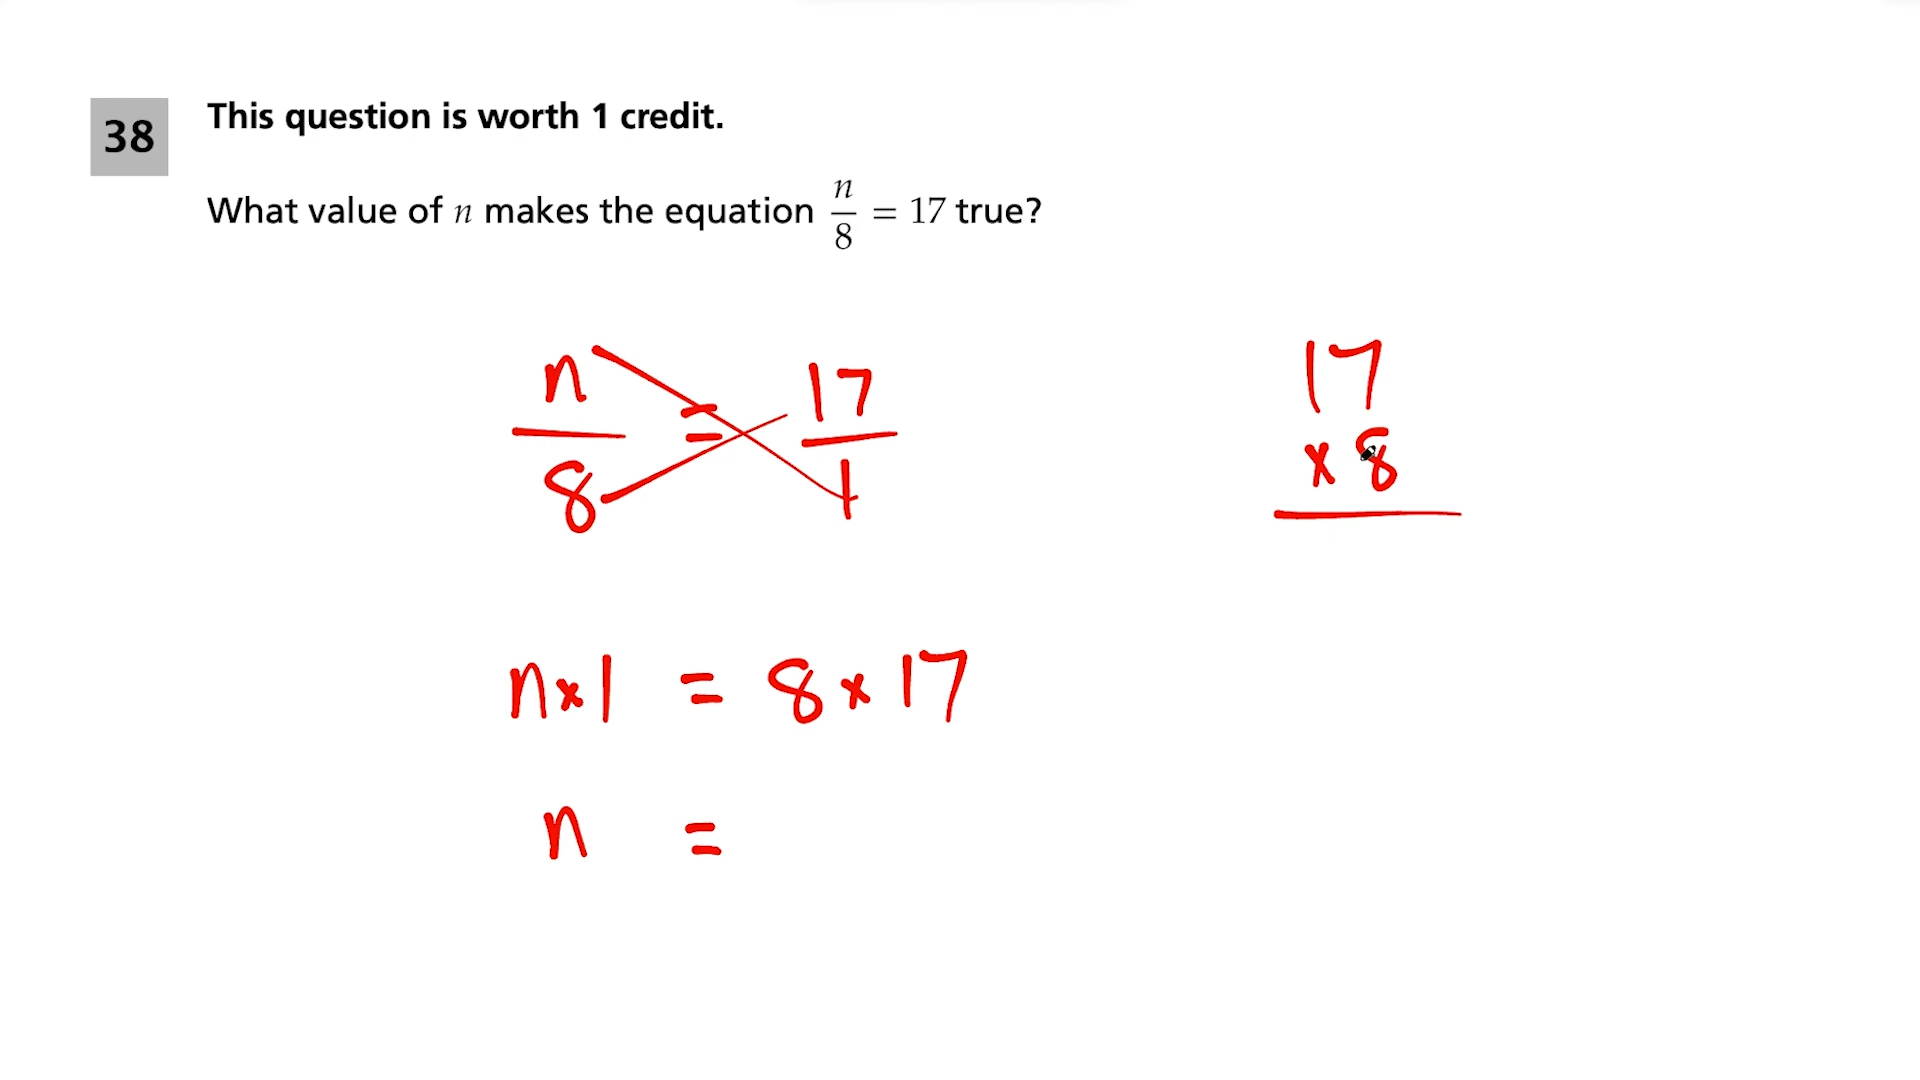 38
This question is worth 1 credit.
What value of n makes the equation n/8 = 17 true?
n/8 = 17/1
17
× 8
n × 1 = 8 × 17
n =